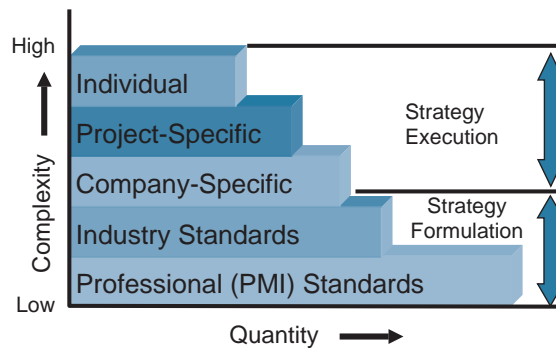 High
Individual
Project-Specific
Company-Specific
Industry Standards
Professional (PMI) Standards
Strategy
Execution
Strategy
Formulation
Complexity
Low
Quantity